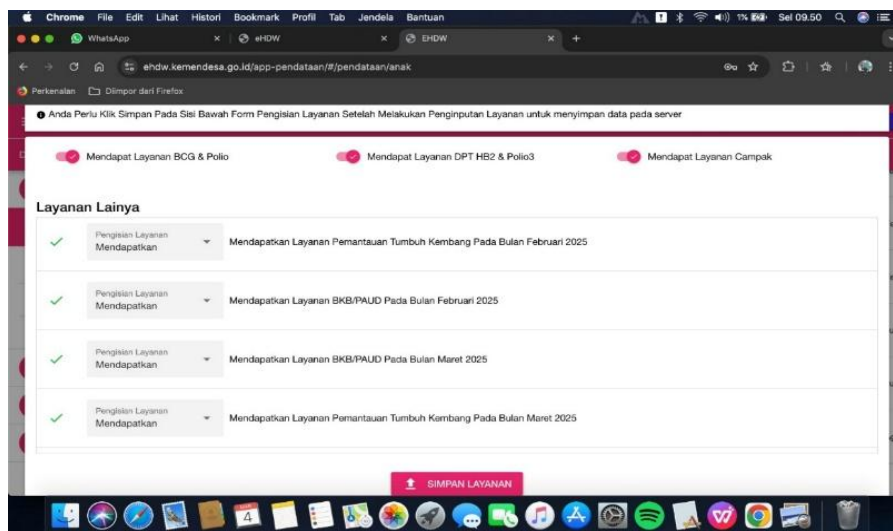 Chrome File Edit Lihat Histori Bookmark Profil Tab Jendela Bantuan 1% Sel 09.50
WhatsApp eHDW EHDW
ehdw.kemendesa.go.id/app-pendataan/#/pendataan/anak
Perkenalan Diimpor dari Firefox
Anda Perlu Klik Simpan Pada Sisi Bawah Form Pengisian Layanan Setelah Melakukan Penginputan Layanan untuk menyimpan data pada server
Mendapat Layanan BCG & Polio Mendapat Layanan DPT HB2 & Polio3 Mendapat Layanan Campak
Layanan Lainya
Pengisian Layanan
Mendapatkan Mendapatkan Layanan Pemantauan Tumbuh Kembang Pada Bulan Februari 2025
Pengisian Layanan
Mendapatkan Mendapatkan Layanan BKB/PAUD Pada Bulan Februari 2025
Pengisian Layanan
Mendapatkan Mendapatkan Layanan BKB/PAUD Pada Bulan Maret 2025
Pengisian Layanan
Mendapatkan Mendapatkan Layanan Pemantauan Tumbuh Kembang Pada Bulan Maret 2025
SIMPAN LAYANAN
4